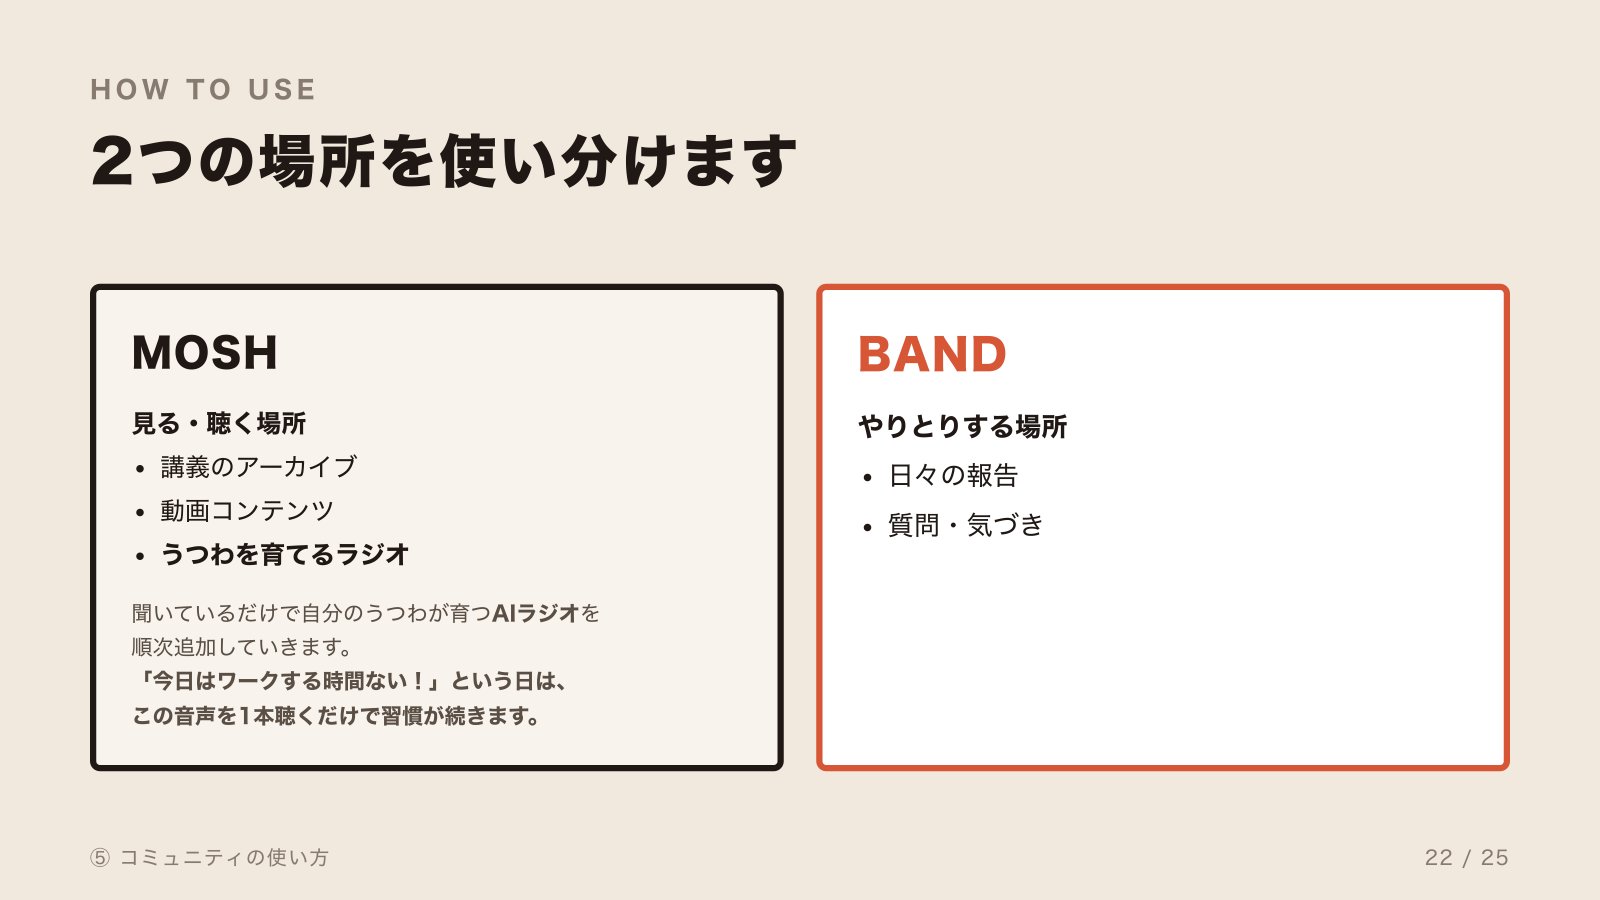 HOW TO USE
2つの場所を使い分けます
MOSH
見る・聴く場所
• 講義のアーカイブ
• 動画コンテンツ
• うつわを育てるラジオ
聞いているだけで自分のうつわが育つAIラジオを
順次追加していきます。
「今日はワークする時間ない！」という日は、
この音声を1本聴くだけで習慣が続きます。
BAND
やりとりする場所
• 日々の報告
• 質問・気づき
⑤ コミュニティの使い方
22 / 25